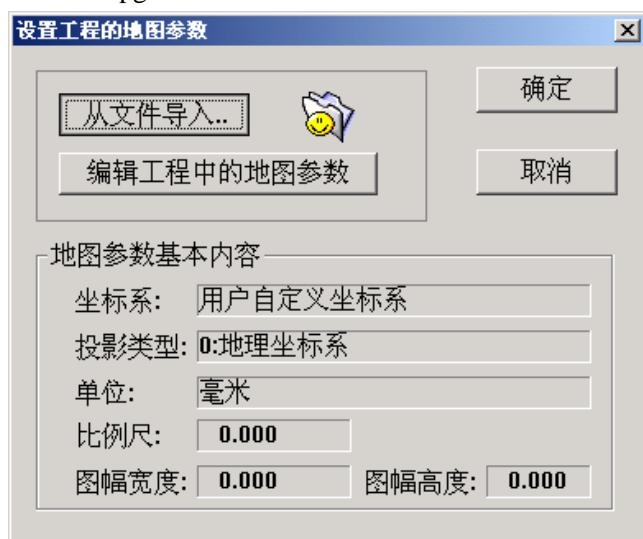 pg
设置工程的地图参数
从文件导入..
确定
编辑工程中的地图参数
取消
地图参数基本内容
坐标系: 用户自定义坐标系
投影类型: 0:地理坐标系
单位: 毫米
比例尺: 0.000
图幅宽度: 0.000 图幅高度: 0.000